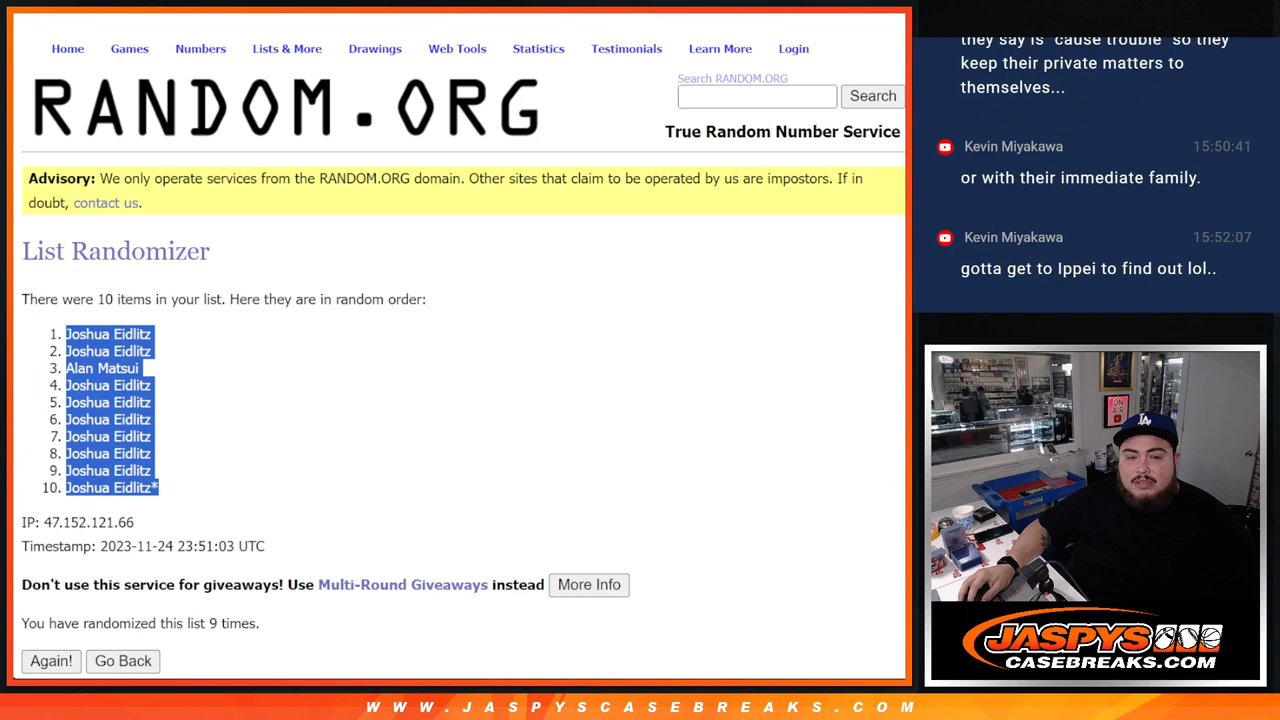 Home Games Numbers Lists & More Drawings Web Tools Statistics Testimonials Learn More Login
RANDOM.ORG
Search RANDOM.ORG
Search
True Random Number Service
Advisory: We only operate services from the RANDOM.ORG domain. Other sites that claim to be operated by us are impostors. If in
doubt, contact us.
List Randomizer
There were 10 items in your list. Here they are in random order:
1. Joshua Eidlitz
2. Joshua Eidlitz
3. Alan Matsui
4. Joshua Eidlitz
5. Joshua Eidlitz
6. Joshua Eidlitz
7. Joshua Eidlitz
8. Joshua Eidlitz
9. Joshua Eidlitz
10. Joshua Eidlitz*
IP: 47.152.121.66
Timestamp: 2023-11-24 23:51:03 UTC
Don't use this service for giveaways! Use Multi-Round Giveaways instead More Info
You have randomized this list 9 times.
Again! Go Back
they say is "cause trouble" so they
keep their private matters to
themselves...
Kevin Miyakawa 15:50:41
or with their immediate family.
Kevin Miyakawa 15:52:07
gotta get to Ippei to find out lol..
ON
AIR
LA
JASPYS
CASEBREAKS.COM
WWW.JASPYSCASEBREAKS.COM